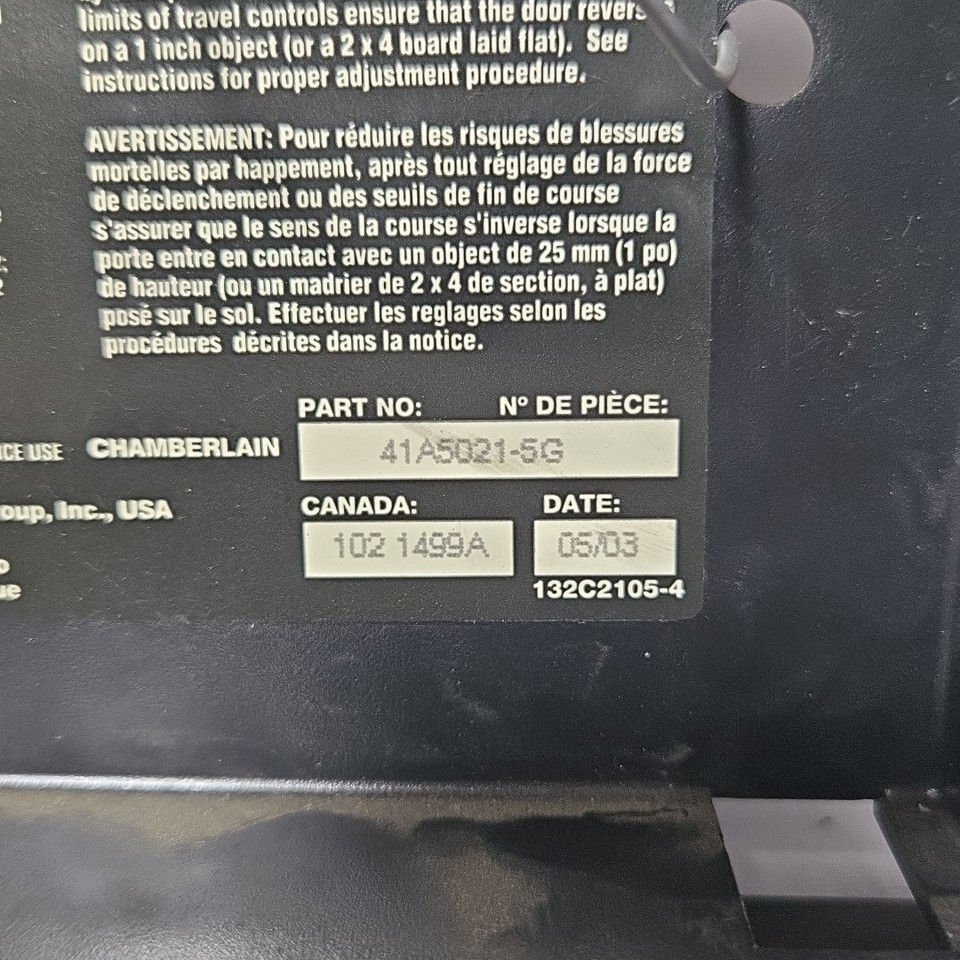 limits of travel controls ensure that the door
on a 1 inch object (or a 2 x 4 board laid flat). See
instructions for proper adjustment procedure.
AVERTISSEMENT: Pour réduire les risques de blessures
mortelles par happement, après tout réglage de la force
de déclenchement ou des seuils de fin de course
s'assurer que le sens de la course s'inverse lorsque la
porte entre en contact avec un object de 25 mm (1 po)
de hauteur (ou un madrier de 2 x 4 de section, à plat)
posé sur le sol. Effectuer les reglages selon les
procédures décrites dans la notice.
PART NO: Nº DE PIÈCE:
USE CHAMBERLAIN 41A5021-5G
CANADA: DATE:
Inc., USA
102 1499A 05/03
132C2105-4